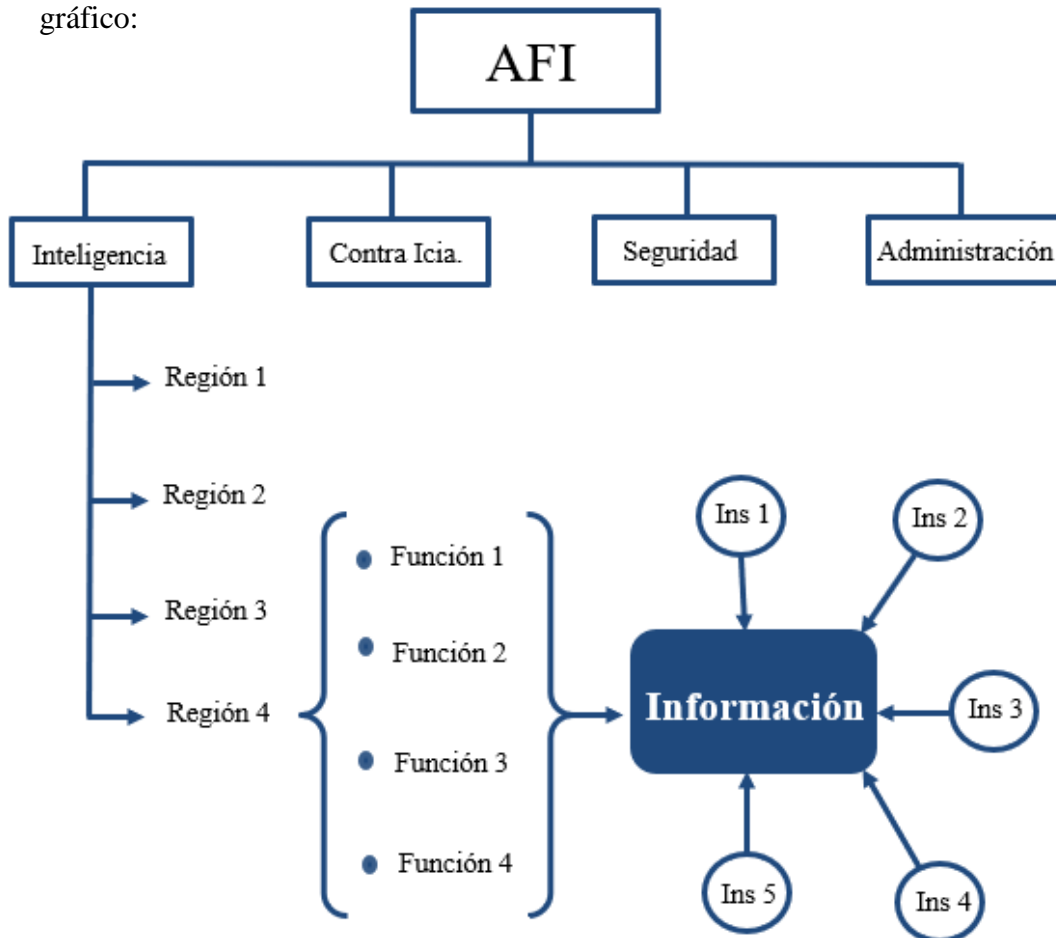 gráfico:
AFI
Inteligencia
Contra Icia.
Seguridad
Administración
Región 1
Región 2
Región 3
Región 4
Función 1
Función 2
Función 3
Función 4
Información
Ins 1
Ins 2
Ins 3
Ins 4
Ins 5